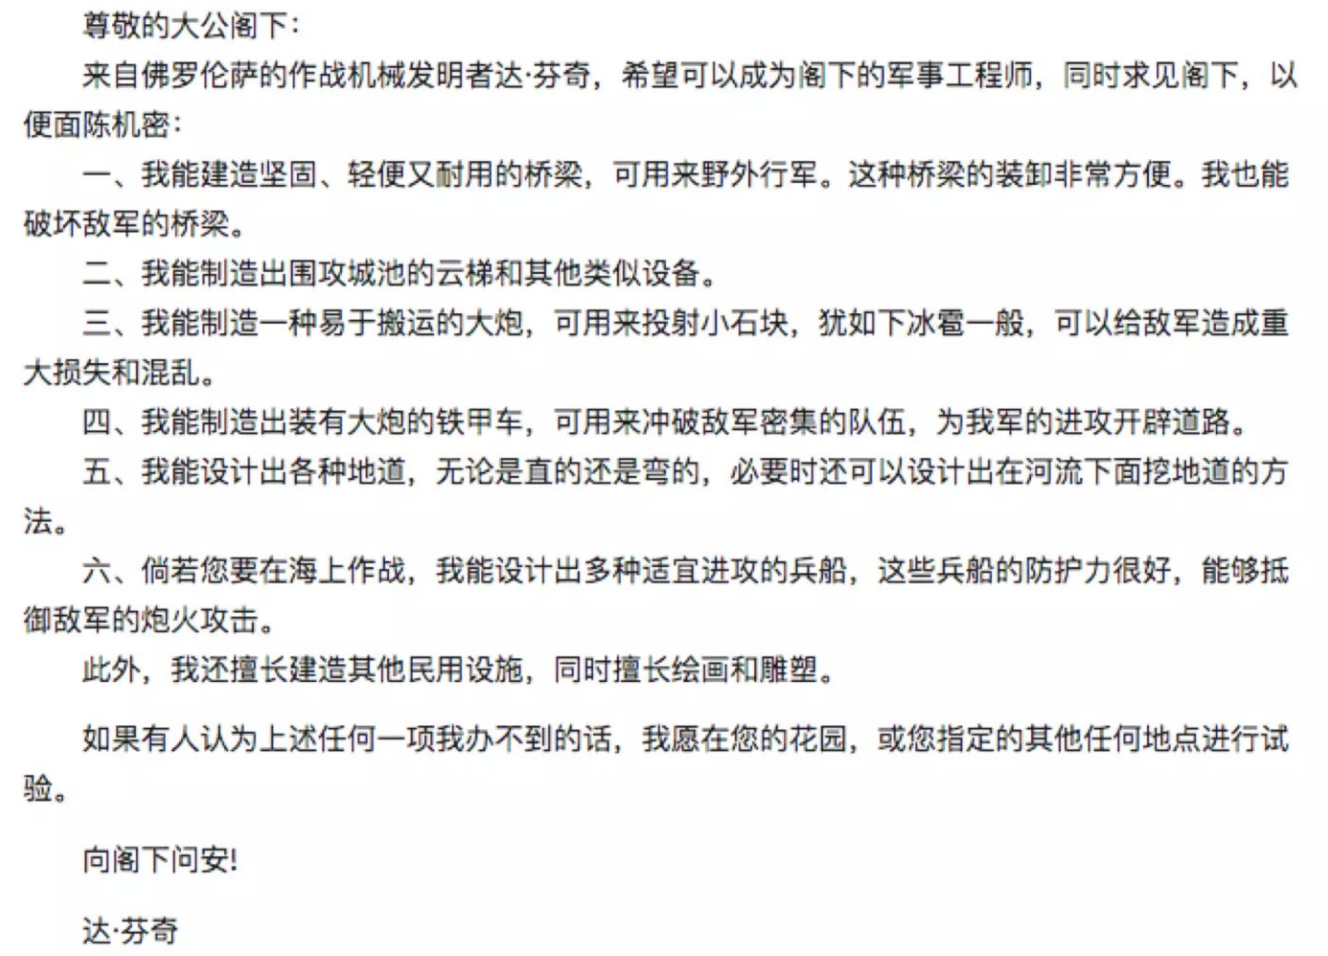 尊敬的大公阁下：
来自佛罗伦萨的作战机械发明者达·芬奇，希望可以成为阁下的军事工程师，同时求见阁下，以
便面陈机密：
一、我能建造坚固、轻便又耐用的桥梁，可用来野外行军。这种桥梁的装卸非常方便。我也能
破坏敌军的桥梁。
二、我能制造出围攻城池的云梯和其他类似设备。
三、我能制造一种易于搬运的大炮，可用来投射小石块，犹如下冰雹一般，可以给敌军造成重
大损失和混乱。
四、我能制造出装有大炮的铁甲车，可用来冲破敌军密集的队伍，为我军的进攻开辟道路。
五、我能设计出各种地道，无论是直的还是弯的，必要时还可以设计出在河流下面挖地道的方
法。
六、倘若您要在海上作战，我能设计出多种适宜进攻的兵船，这些兵船的防护力很好，能够抵
御敌军的炮火攻击。
此外，我还擅长建造其他民用设施，同时擅长绘画和雕塑。
如果有人认为上述任何一项我办不到的话，我愿在您的花园，或您指定的其他任何地点进行试
验。
向阁下问安!
达·芬奇